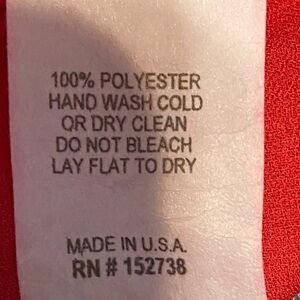 100% POLYESTER
HAND WASH COLD
OR DRY CLEAN
DO NOT BLEACH
LAY FLAT TO DRY
MADE IN U.S.A.
RN # 152738